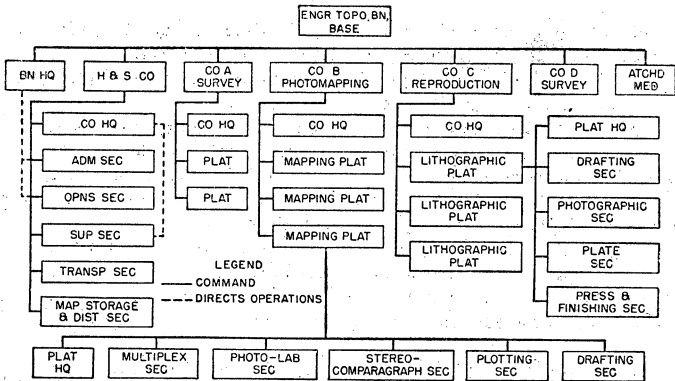 ENGR TOPO BN,
BASE
BN HQ
H & S CO
CO A
SURVEY
CO B
PHOTOMAPPING
CO C
REPRODUCTION
CO D
SURVEY
ATCHD
MED
CO HQ
ADM SEC
OPNS SEC
SUP SEC
TRANSP SEC
MAP STORAGE
& DIST SEC
CO HQ
PLAT
PLAT
CO HQ
MAPPING PLAT
MAPPING PLAT
MAPPING PLAT
CO HQ
LITHOGRAPHIC
PLAT
LITHOGRAPHIC
PLAT
LITHOGRAPHIC
PLAT
PLAT HQ
DRAFTING
SEC
PHOTOGRAPHIC
SEC
PLATE
SEC
PRESS &
FINISHING SEC
LEGEND
COMMAND
DIRECTS OPERATIONS
PLAT
HQ
MULTIPLEX
SEC
PHOTO-LAB
SEC
STEREO-
COMPARAGRAPH SEC
PLOTTING
SEC
DRAFTING
SEC